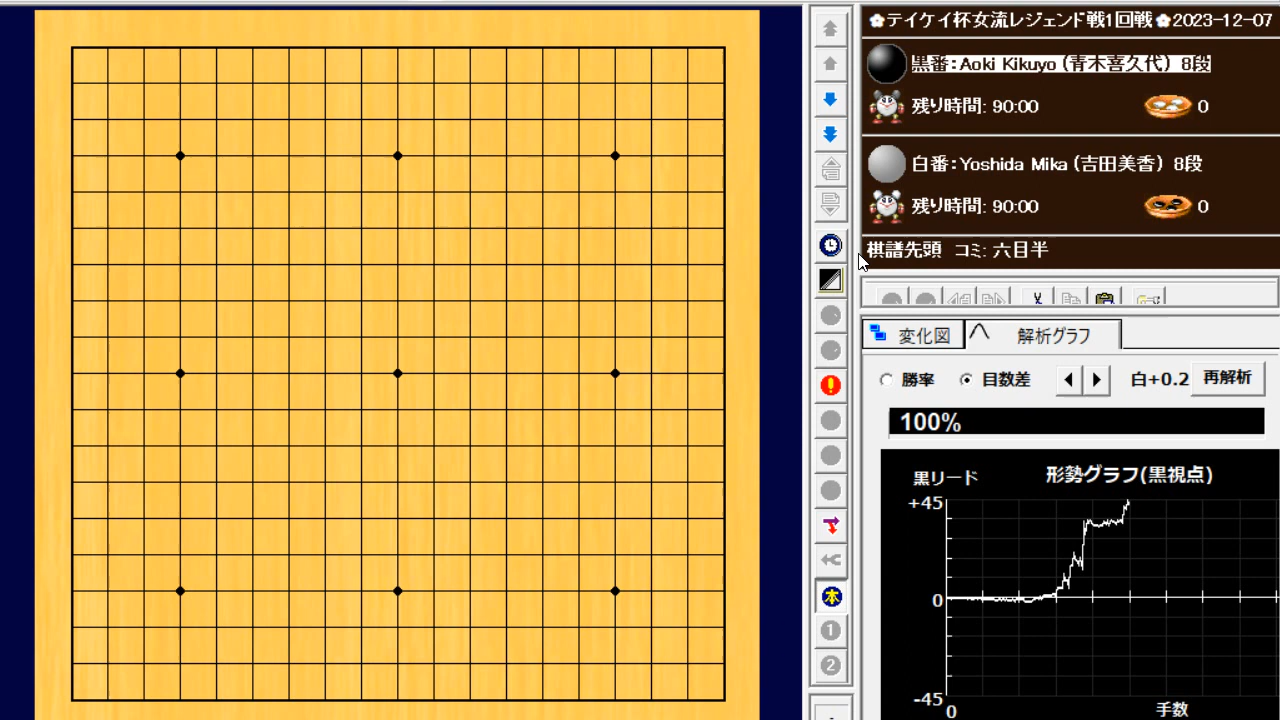 ✿テイケイ杯女流レジェンド戦1回戦✿2023-12-07
黒番：Aoki Kikuyo (青木喜久代) 8段
残り時間: 90:00 0
白番：Yoshida Mika (吉田美香) 8段
残り時間: 90:00 0
棋譜先頭 コミ: 六目半
変化図 解析グラフ
勝率 目数差 白+0.2 再解析
100%
黒リード 形勢グラフ(黒視点)
+45
0
-45
0 手数
本
1
2